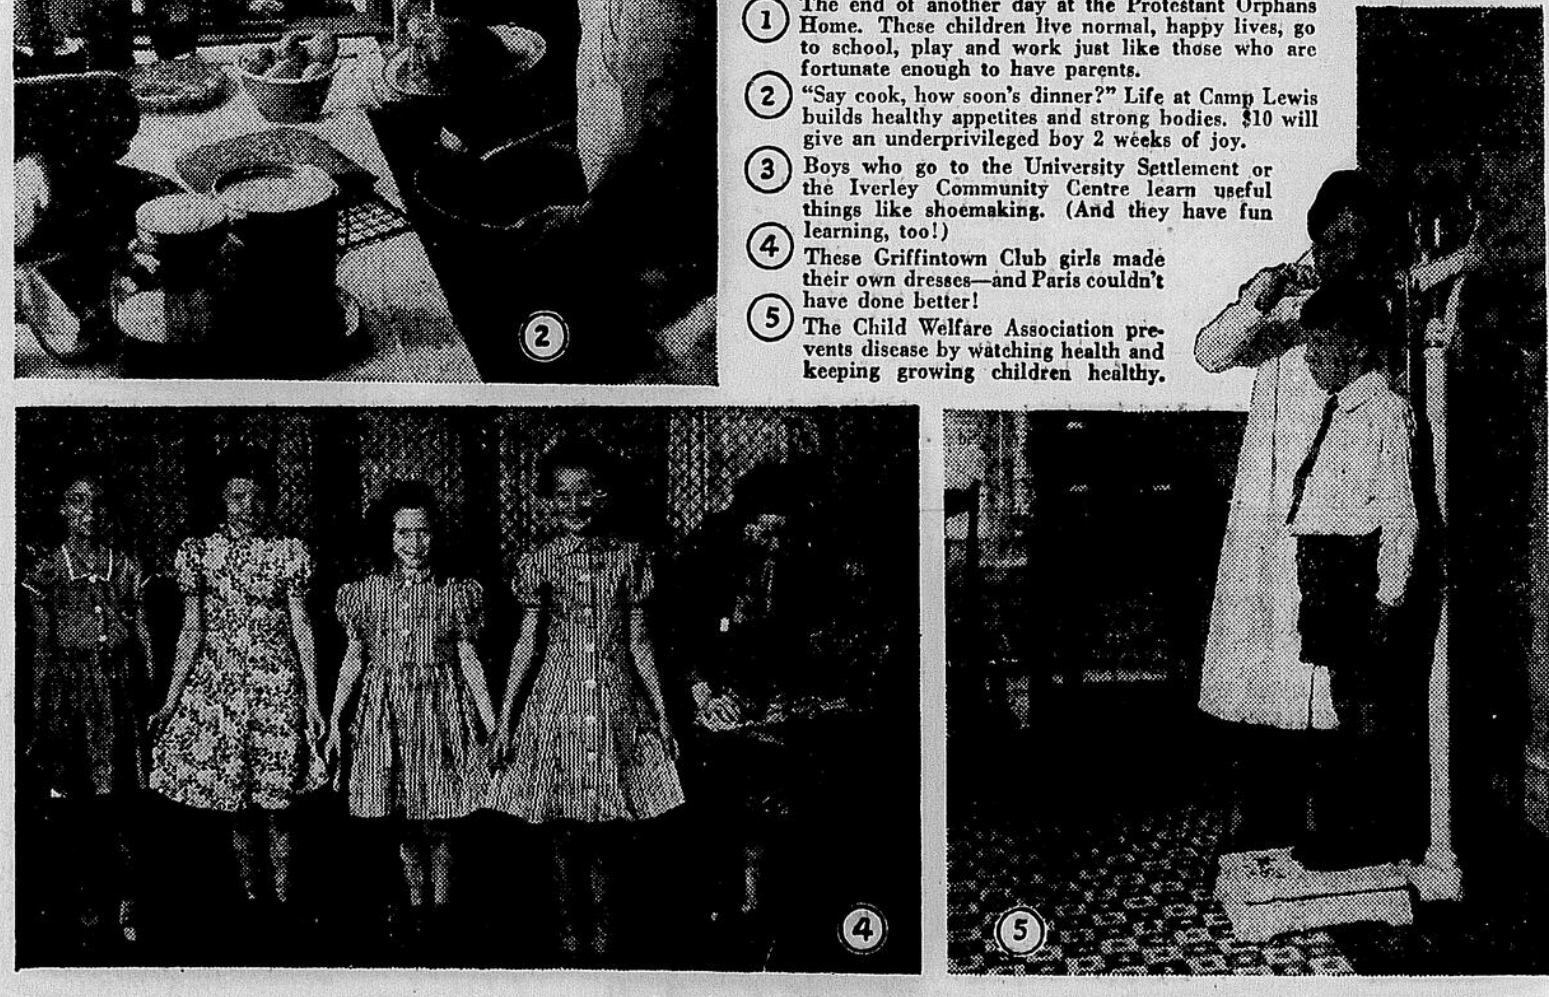 1 The end of another day at the Protestant Orphans
Home. These children live normal, happy lives, go
to school, play and work just like those who are
fortunate enough to have parents.
2 “Say cook, how soon's dinner?” Life at Camp Lewis
builds healthy appetites and strong bodies. $10 will
give an underprivileged boy 2 weeks of joy.
3 Boys who go to the University Settlement or
the Iverley Community Centre learn useful
things like shoemaking. (And they have fun
learning, too!)
4 These Griffintown Club girls made
their own dresses—and Paris couldn't
have done better!
5 The Child Welfare Association pre-
vents disease by watching health and
keeping growing children healthy.
2
4
5